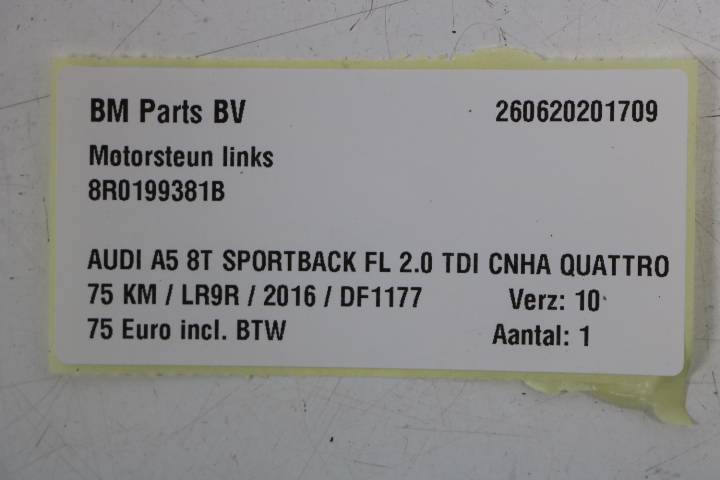 BM Parts BV 260620201709
Motorsteun links
8R0199381B
AUDI A5 8T SPORTBACK FL 2.0 TDI CNHA QUATTRO
75 KM / LR9R / 2016 / DF1177 Verz: 10
75 Euro incl. BTW Aantal: 1